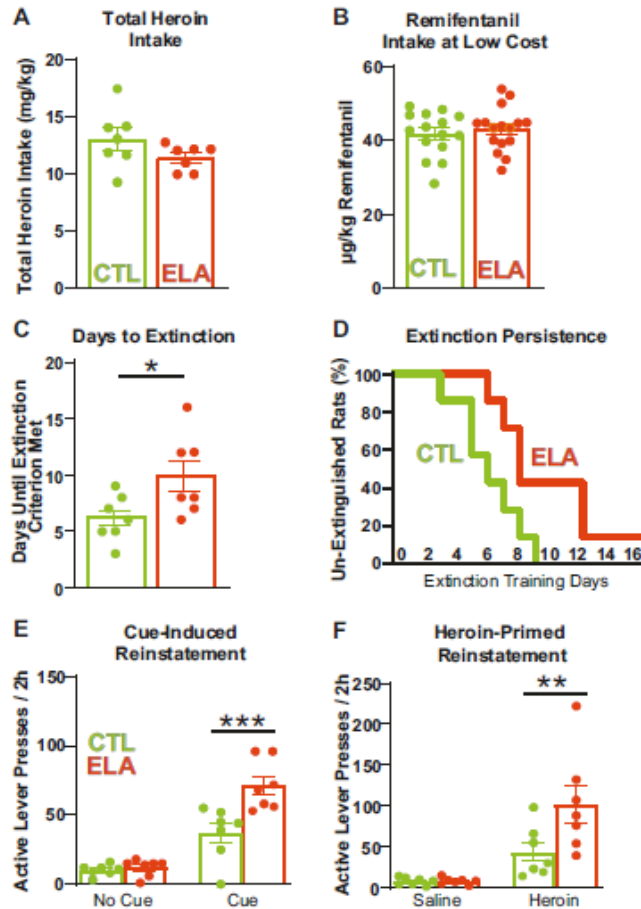 A
Total Heroin
Intake
Total Heroin Intake (mg/kg)
20
15
10
5
0
CTL
ELA
B
Remifentanil
Intake at Low Cost
µg/kg Remifentanil
60
40
20
0
CTL
ELA
C
Days to Extinction
Days Until Extinction
Criterion Met
20
15
10
5
0
*
D
Extinction Persistence
Un-Extinguished Rats (%)
100
80
60
40
20
0
CTL
ELA
0 2 4 6 8 10 12 14 16
Extinction Training Days
E
Cue-Induced
Reinstatement
Active Lever Presses / 2h
150
100
50
0
CTL
ELA
***
No Cue
Cue
F
Heroin-Primed
Reinstatement
Active Lever Presses / 2h
250
200
150
100
50
0
**
Saline
Heroin